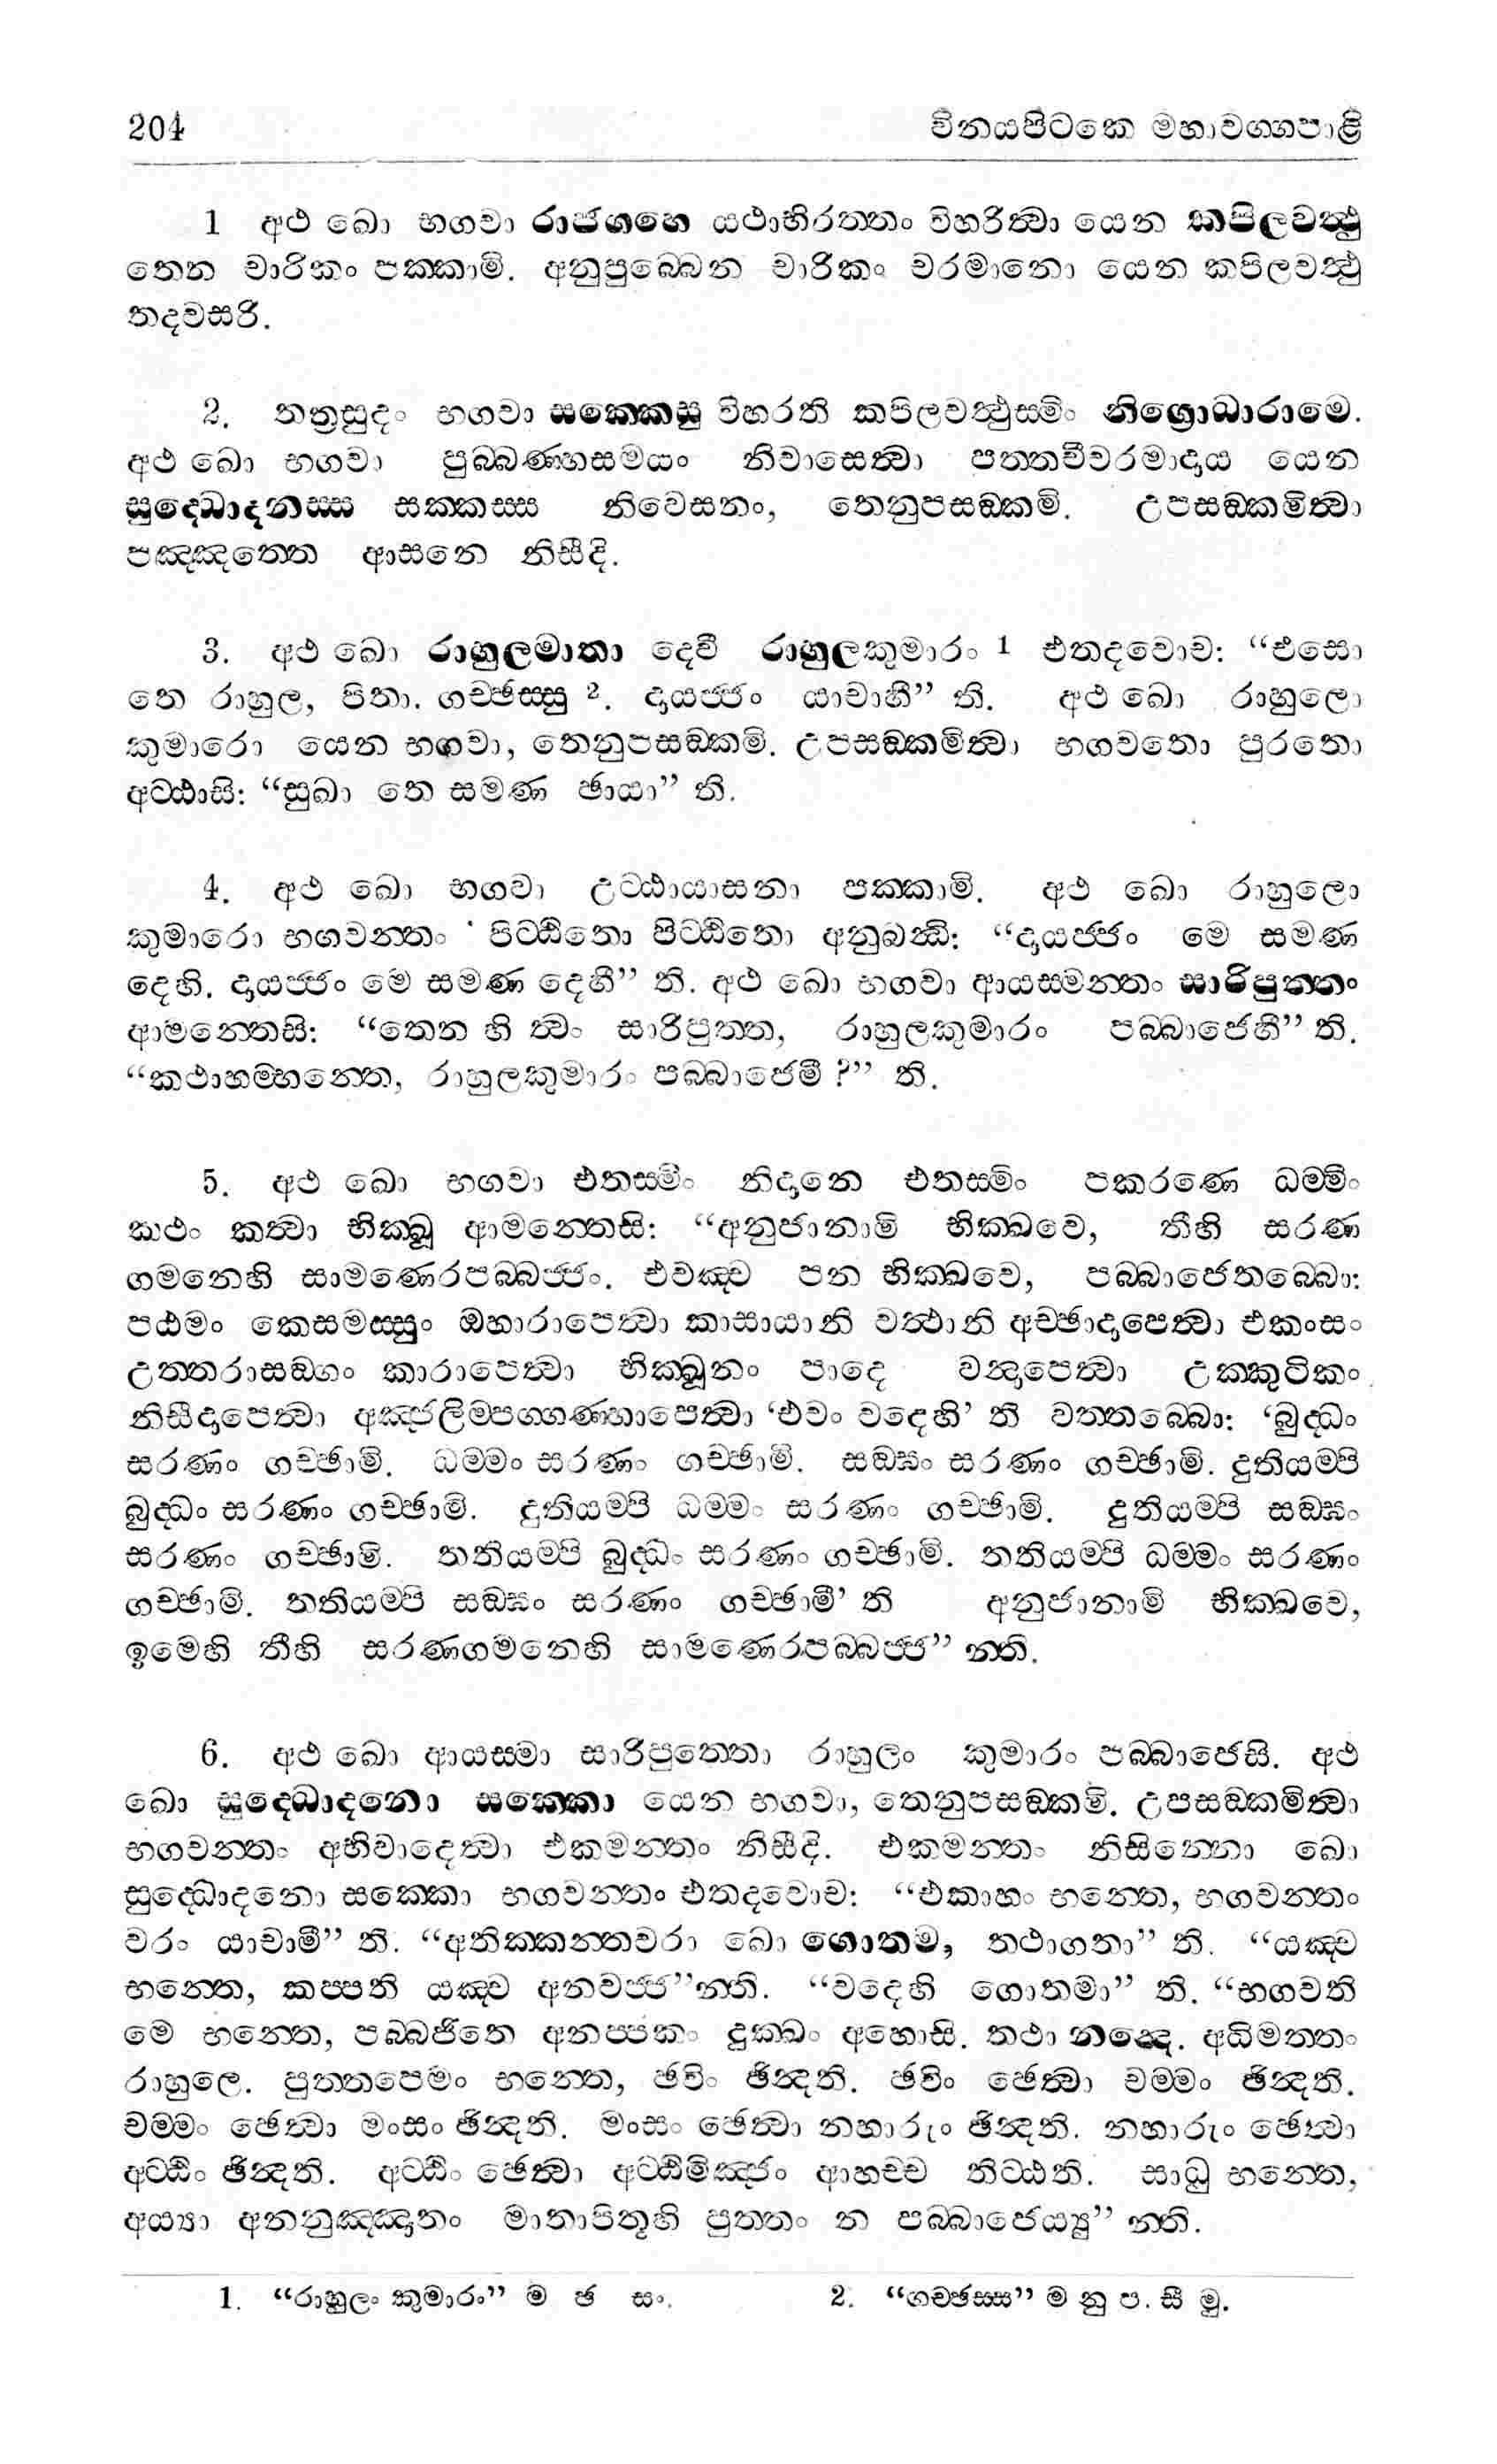 204 විනයපිටකෙ මහාවග්ගපාළි
1 අථ ඛො භගවා රාජගහෙ යථාභිරත්තං විහරිත්වා යෙන කපිලවත්ථු
තෙන චාරිකං පක්කාමි. අනුපුබ්බෙන චාරිකං චරමානො යෙන කපිලවත්ථු
තදවසරි.
2. තත්‍රසුදං භගවා සක්කෙසු විහරති කපිලවත්ථුස්මිං නිග්‍රොධාරාමෙ.
අථ ඛො භගවා පුබ්බණ්හසමයං නිවාසෙත්වා පත්තචීවරමාදාය යෙන
සුද්ධොදනස්ස සක්කස්ස නිවෙසනං, තෙනුපසඞ්කමි. උපසඞ්කමිත්වා
පඤ්ඤත්තෙ ආසනෙ නිසීදි.
3. අථ ඛො රාහුලමාතා දෙවී රාහුලකුමාරං 1 එතදවොච: “එසො
තෙ රාහුල, පිතා. ගච්ඡස්සු 2. දායජ්ජං යාචාහී” ති. අථ ඛො රාහුලො
කුමාරො යෙන භගවා, තෙනුපසඞ්කමි. උපසඞ්කමිත්වා භගවතො පුරතො
අට්ඨාසි: “සුඛා තෙ සමණ ඡායා” ති.
4. අථ ඛො භගවා උට්ඨායාසනා පක්කාමි. අථ ඛො රාහුලො
කුමාරො භගවන්තං පිට්ඨිතො පිට්ඨිතො අනුබන්ධි: “දායජ්ජං මෙ සමණ
දෙහි. දායජ්ජං මෙ සමණ දෙහී” ති. අථ ඛො භගවා ආයස්මන්තං සාරිපුත්තං
ආමන්තෙසි: “තෙන හි ත්වං සාරිපුත්ත, රාහුලකුමාරං පබ්බාජෙහී” ති.
“කථාහම්භන්තෙ, රාහුලකුමාරං පබ්බාජෙමී ?” ති.
5. අථ ඛො භගවා එතස්මිං නිදානෙ එතස්මිං පකරණෙ ධම්මිං
කථං කත්වා භික්ඛූ ආමන්තෙසි: “අනුජානාමි භික්ඛවෙ, තීහි සරණ
ගමනෙහි සාමණෙරපබ්බජ්ජං. එවඤ්ච පන භික්ඛවෙ, පබ්බාජෙතබ්බො:
පඨමං කෙසමස්සුං ඔහාරාපෙත්වා කාසායානි වත්ථානි අච්ඡාදාපෙත්වා එකංසං
උත්තරාසඞ්ගං කාරාපෙත්වා භික්ඛූනං පාදෙ වන්දාපෙත්වා උක්කුටිකං
නිසීදාපෙත්වා අඤ්ජලිම්පග්ගණ්හාපෙත්වා ‘එවං වදෙහි’ ති වත්තබ්බො: ‘බුද්ධං
සරණං ගච්ඡාමි. ධම්මං සරණං ගච්ඡාමි. සඞ්ඝං සරණං ගච්ඡාමි. දුතියම්පි
බුද්ධං සරණං ගච්ඡාමි. දුතියම්පි ධම්මං සරණං ගච්ඡාමි. දුතියම්පි සඞ්ඝං
සරණං ගච්ඡාමි. තතියම්පි බුද්ධං සරණං ගච්ඡාමි. තතියම්පි ධම්මං සරණං
ගච්ඡාමි. තතියම්පි සඞ්ඝං සරණං ගච්ඡාමී’ ති අනුජානාමි භික්ඛවෙ,
ඉමෙහි තීහි සරණගමනෙහි සාමණෙරපබ්බජ්ජ” න්ති.
6. අථ ඛො ආයස්මා සාරිපුත්තො රාහුලං කුමාරං පබ්බාජෙසි. අථ
ඛො සුද්ධොදනො සක්කො යෙන භගවා, තෙනුපසඞ්කමි. උපසඞ්කමිත්වා
භගවන්තං අභිවාදෙත්වා එකමන්තං නිසීදි. එකමන්තං නිසින්නො ඛො
සුද්ධොදනො සක්කො භගවන්තං එතදවොච: “එකාහං භන්තෙ, භගවන්තං
වරං යාචාමී” ති. “අතික්කන්තවරා ඛො ගොතම, තථාගතා” ති. “යඤ්ච
භන්තෙ, කප්පති යඤ්ච අනවජ්ජ”න්ති. “වදෙහි ගොතමා” ති. “භගවති
මෙ භන්තෙ, පබ්බජිතෙ අනප්පකං දුක්ඛං අහොසි. තථා නන්දෙ. අධිමත්තං
රාහුලෙ. පුත්තපෙමං භන්තෙ, ඡවිං ඡින්දති. ඡවිං ඡෙත්වා චම්මං ඡින්දති.
චම්මං ඡෙත්වා මංසං ඡින්දති. මංසං ඡෙත්වා නහාරුං ඡින්දති. නහාරුං ඡෙත්වා
අට්ඨිං ඡින්දති. අට්ඨිං ඡෙත්වා අට්ඨිමිඤ්ජං ආහච්ච තිට්ඨති. සාධු භන්තෙ,
අය්‍යා අනනුඤ්ඤාතං මාතාපිතූහි පුත්තං න පබ්බාජෙය්‍යු” න්ති.
1. “රාහුලං කුමාරං” ම ඡ සං. 2. “ගච්ඡස්ස” ම නු ප. සී මු.